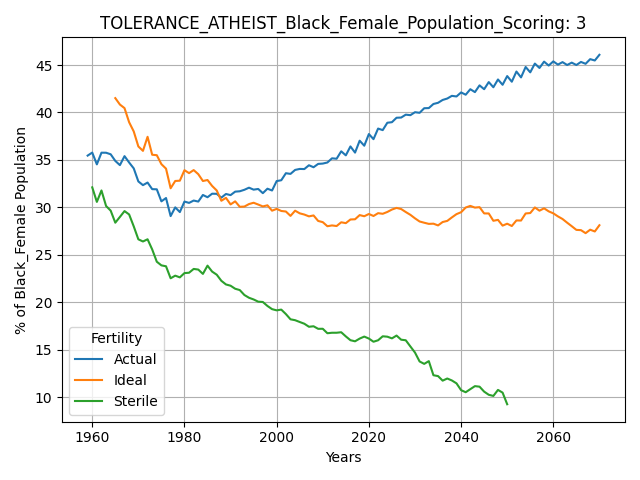 TOLERANCE_ATHEIST_Black_Female_Population_Scoring: 3
% of Black_Female Population
45
40
35
30
25
20
15
10
Fertility
Actual
Ideal
Sterile
1960 1980 2000 2020 2040 2060
Years